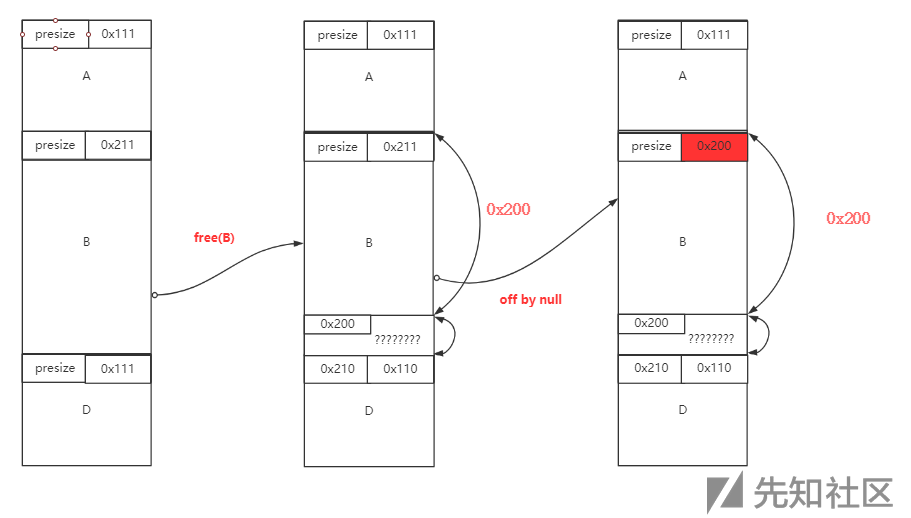 presize 0x111
A
presize 0x211
B
presize 0x111
D
free(B)
presize 0x111
A
presize 0x211
B
0x200
0x200
????????
0x210 0x110
D
off by null
presize 0x111
A
presize 0x200
B
0x200
0x200
????????
0x210 0x110
D
先知社区